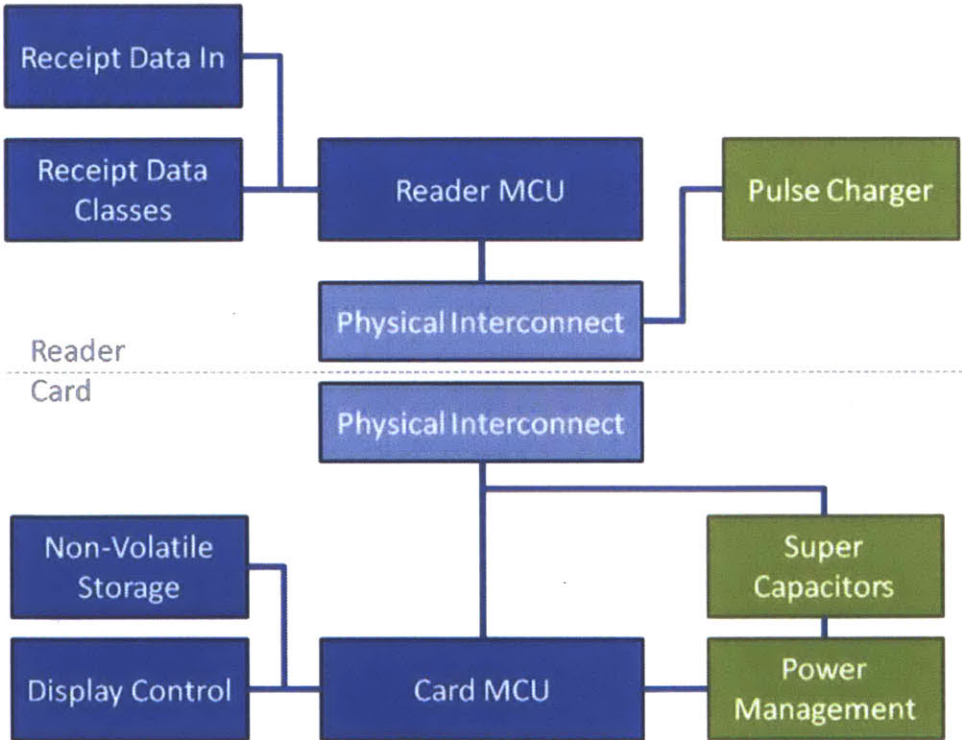 Receipt Data In
Receipt Data
Classes
Reader MCU
Pulse Charger
Physical Interconnect
Reader
Card
Physical Interconnect
Non-Volatile
Storage
Super
Capacitors
Display Control
Card MCU
Power
Management